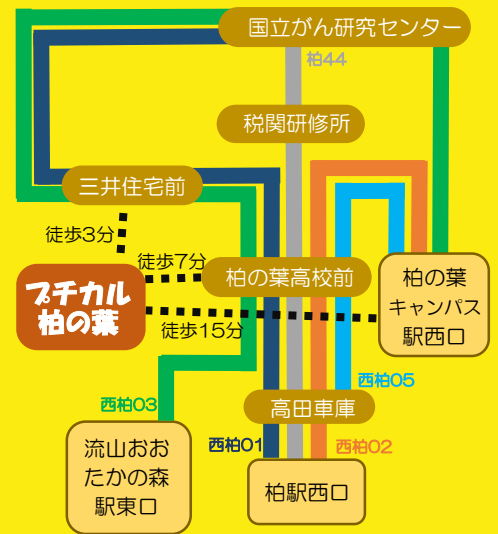 国立がん研究センター
柏44
税関研修所
三井住宅前
徒歩3分
徒歩7分
柏の葉高校前
プチカル
柏の葉
徒歩15分
柏の葉
キャンパス
駅西口
西柏05
西柏03
高田車庫
西柏01
西柏02
流山おお
たかの森
駅東口
柏駅西口